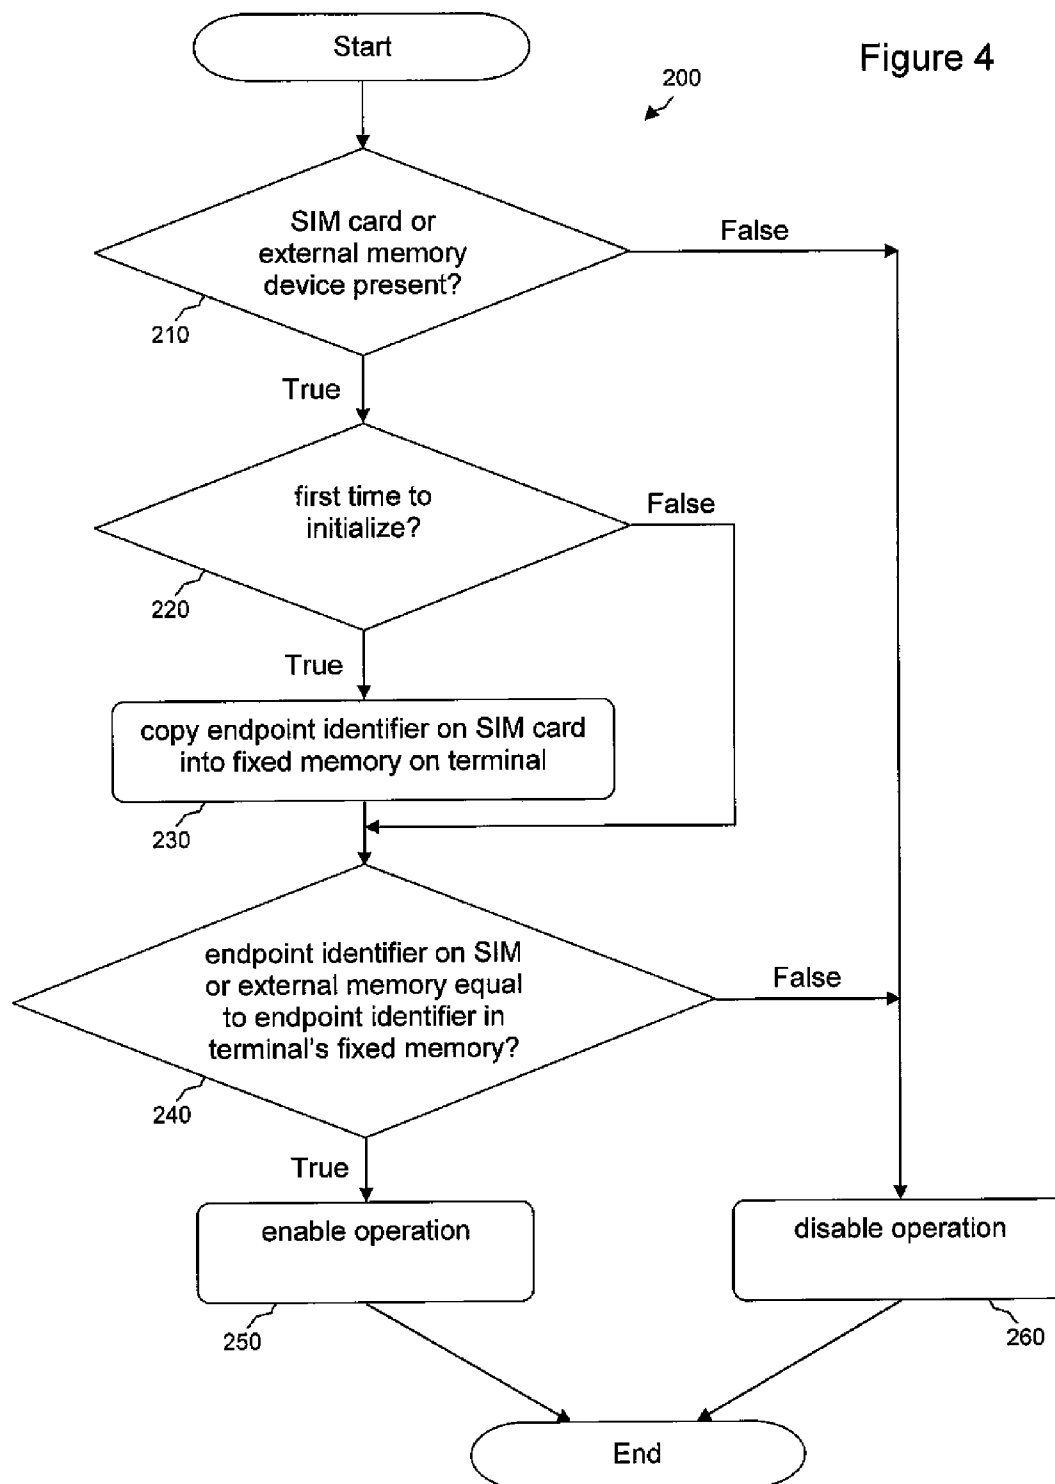 Start
Figure 4
200
SIM card or
external memory
device present?
False
210
True
first time to
initialize?
False
220
True
copy endpoint identifier on SIM card
into fixed memory on terminal
230
endpoint identifier on SIM
or external memory equal
to endpoint identifier in
terminal's fixed memory?
False
240
True
enable operation
disable operation
250
260
End